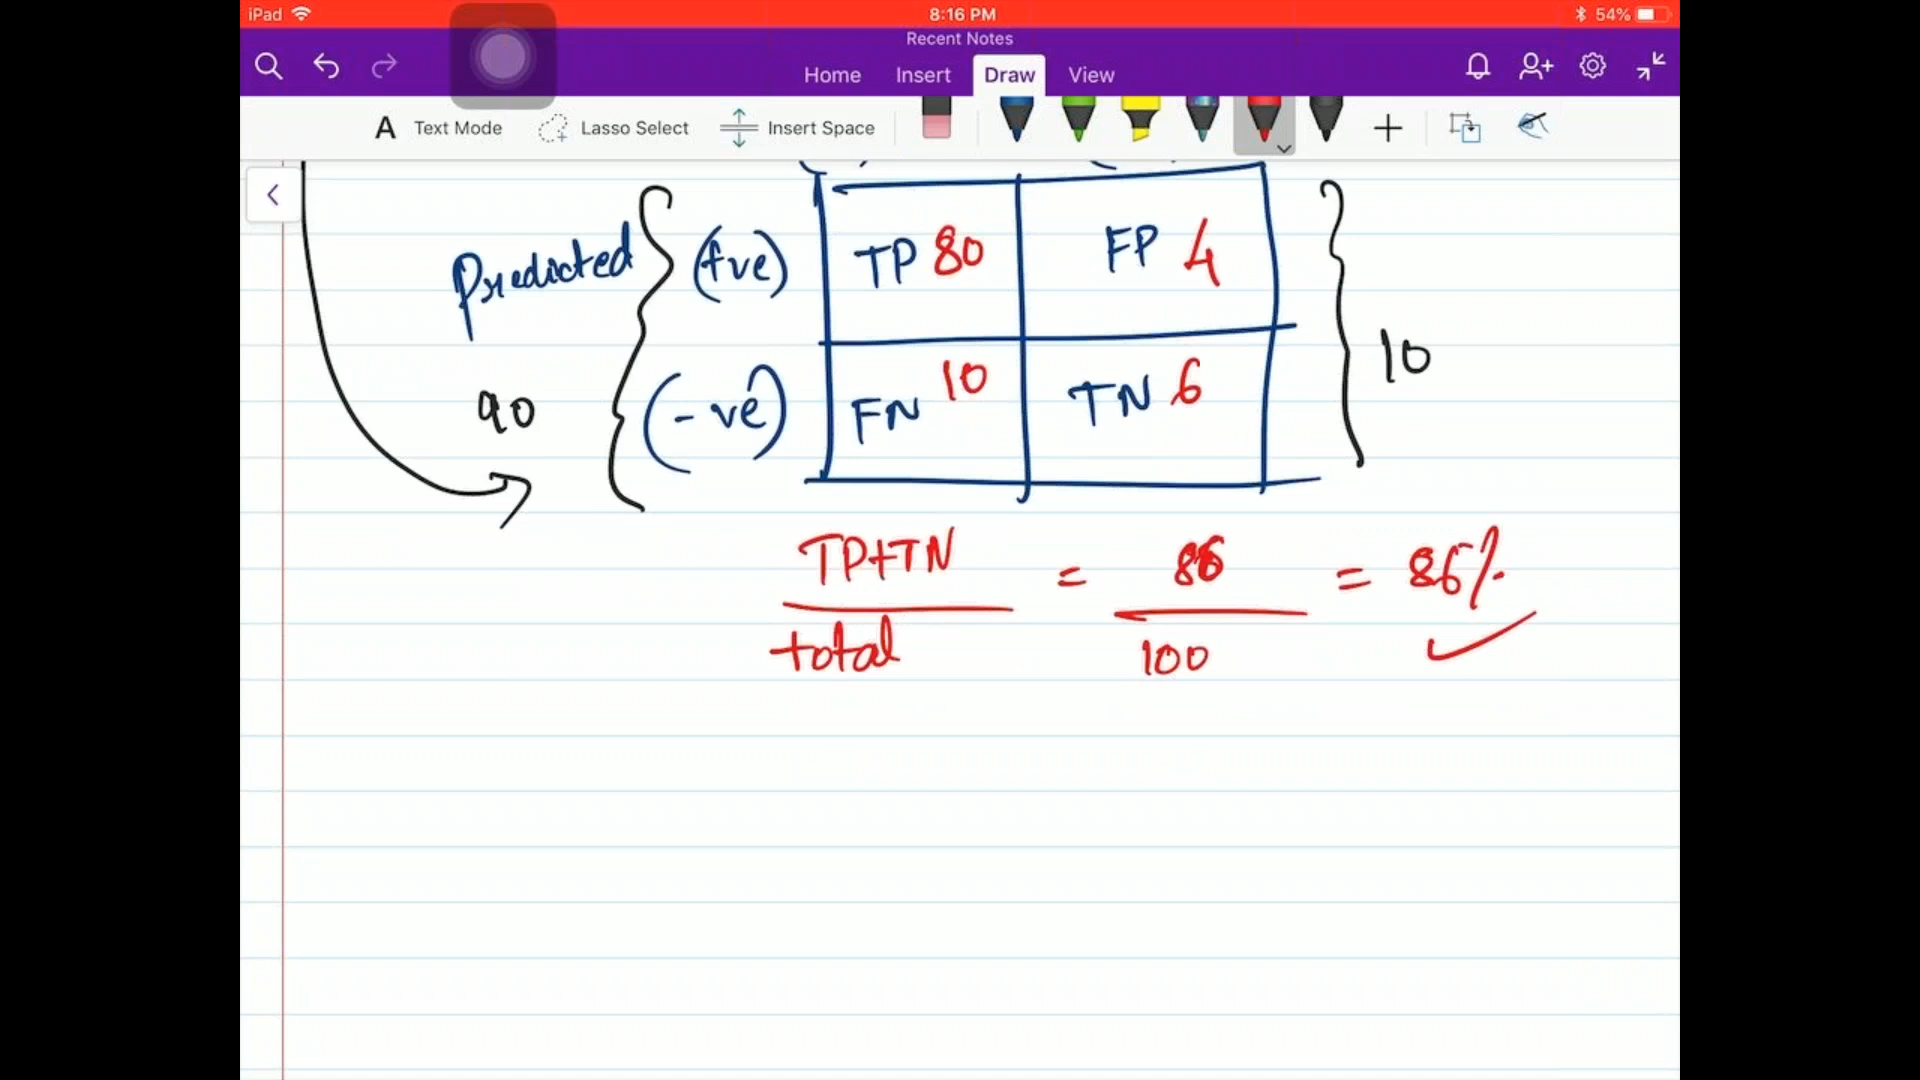 iPad 8:16 PM 54%
Recent Notes
Home Insert Draw View
A Text Mode Lasso Select Insert Space
Predicted (+ve) TP 80 FP 4
90 (-ve) FN 10 TN 6 10
TP+TN = 86 = 86%
total 100